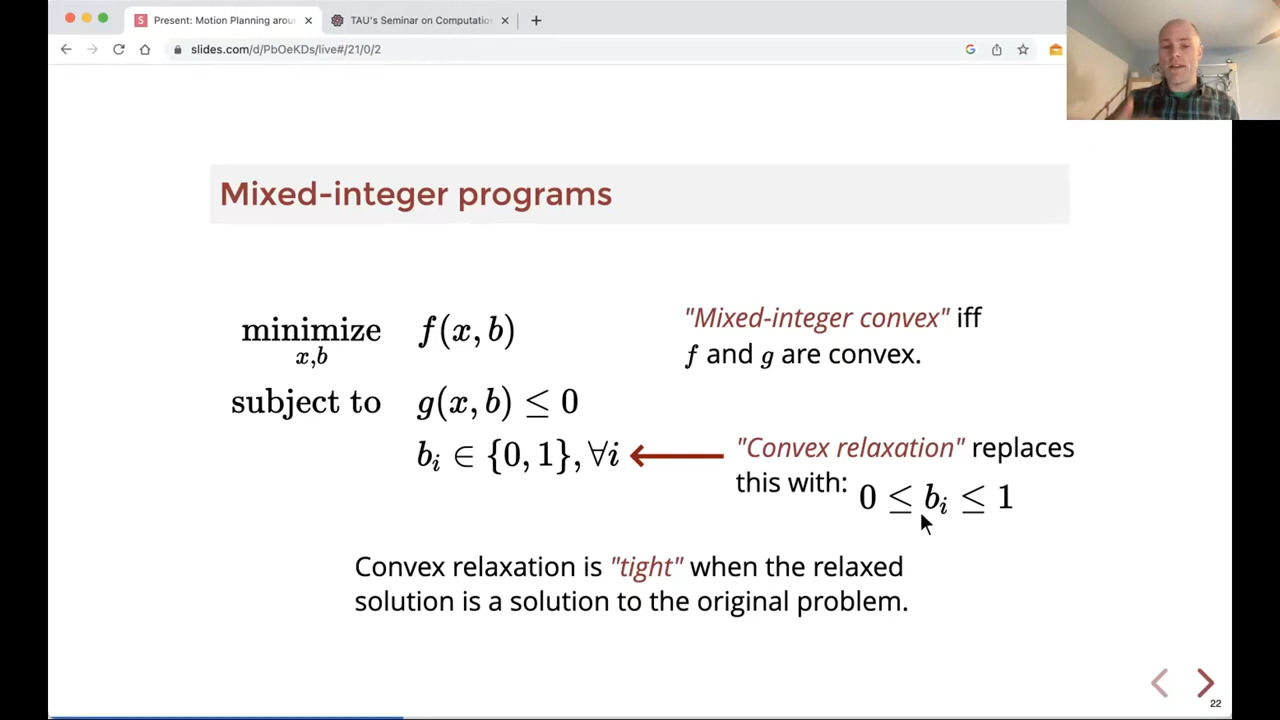 Present: Motion Planning arou
TAU's Seminar on Computatio
slides.com/d/PbOeKDs/live#/21/0/2
Mixed-integer programs
minimize f(x, b)
x,b
subject to g(x, b) ≤ 0
b_i ∈ {0, 1}, ∀i
"Mixed-integer convex" iff
f and g are convex.
"Convex relaxation" replaces
this with: 0 ≤ b_i ≤ 1
Convex relaxation is "tight" when the relaxed
solution is a solution to the original problem.
22